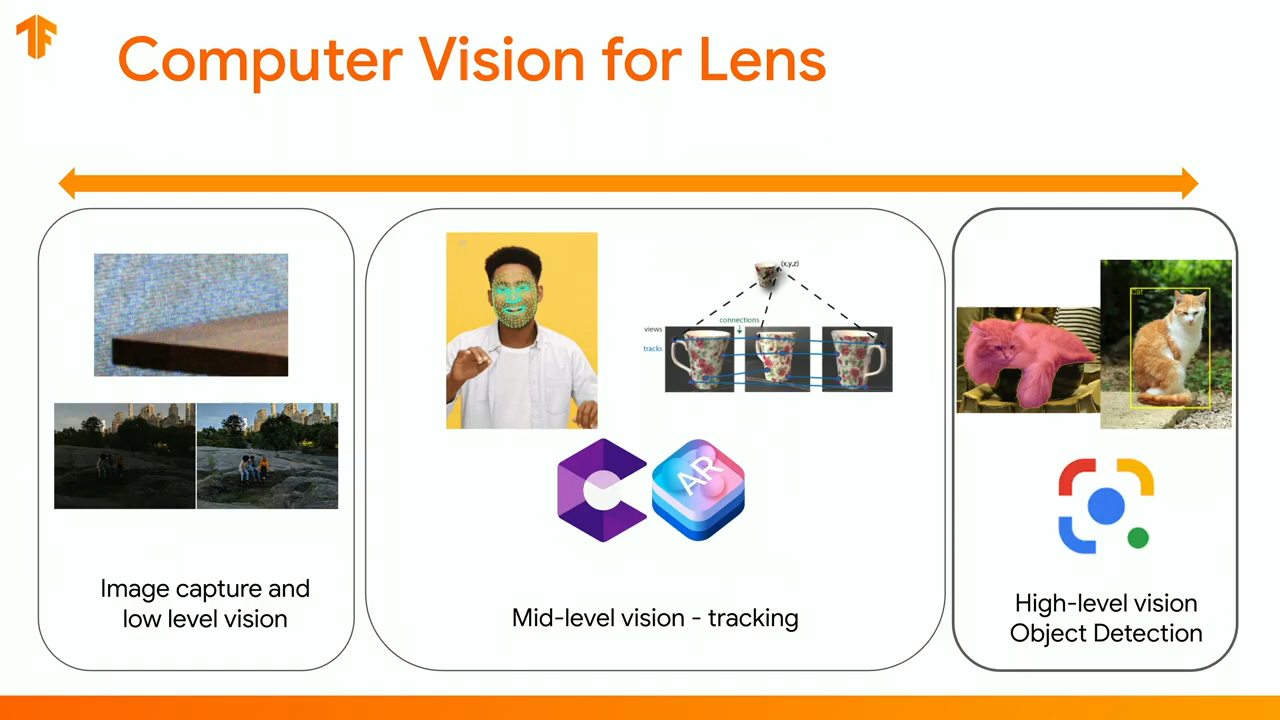 Computer Vision for Lens
(x,y,z)
connections
views
tracks
Cat
AR
Image capture and
low level vision
Mid-level vision - tracking
High-level vision
Object Detection